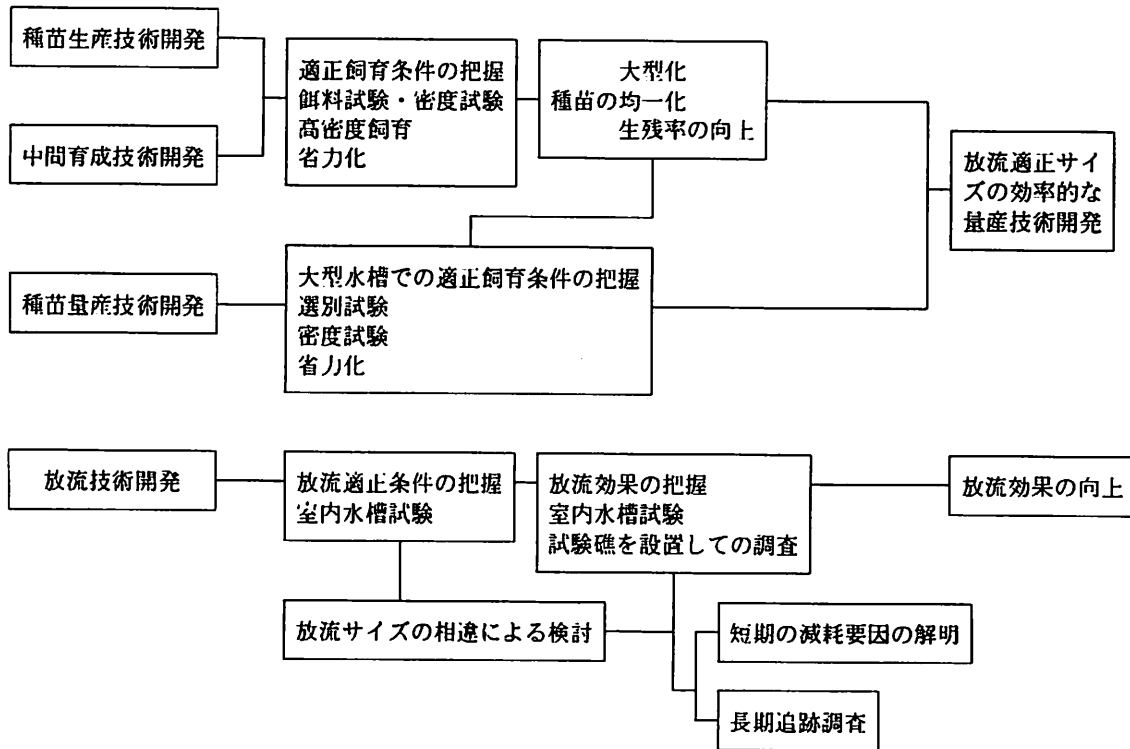 種苗生産技術開発
中間育成技術開発
適正飼育条件の把握
餌料試験・密度試験
高密度飼育
省力化
大型化
種苗の均一化
生残率の向上
放流適正サイ
ズの効率的な
量産技術開発
種苗量産技術開発
大型水槽での適正飼育条件の把握
選別試験
密度試験
省力化
放流技術開発
放流適正条件の把握
室内水槽試験
放流効果の把握
室内水槽試験
試験礁を設置しての調査
放流効果の向上
放流サイズの相違による検討
短期の減耗要因の解明
長期追跡調査